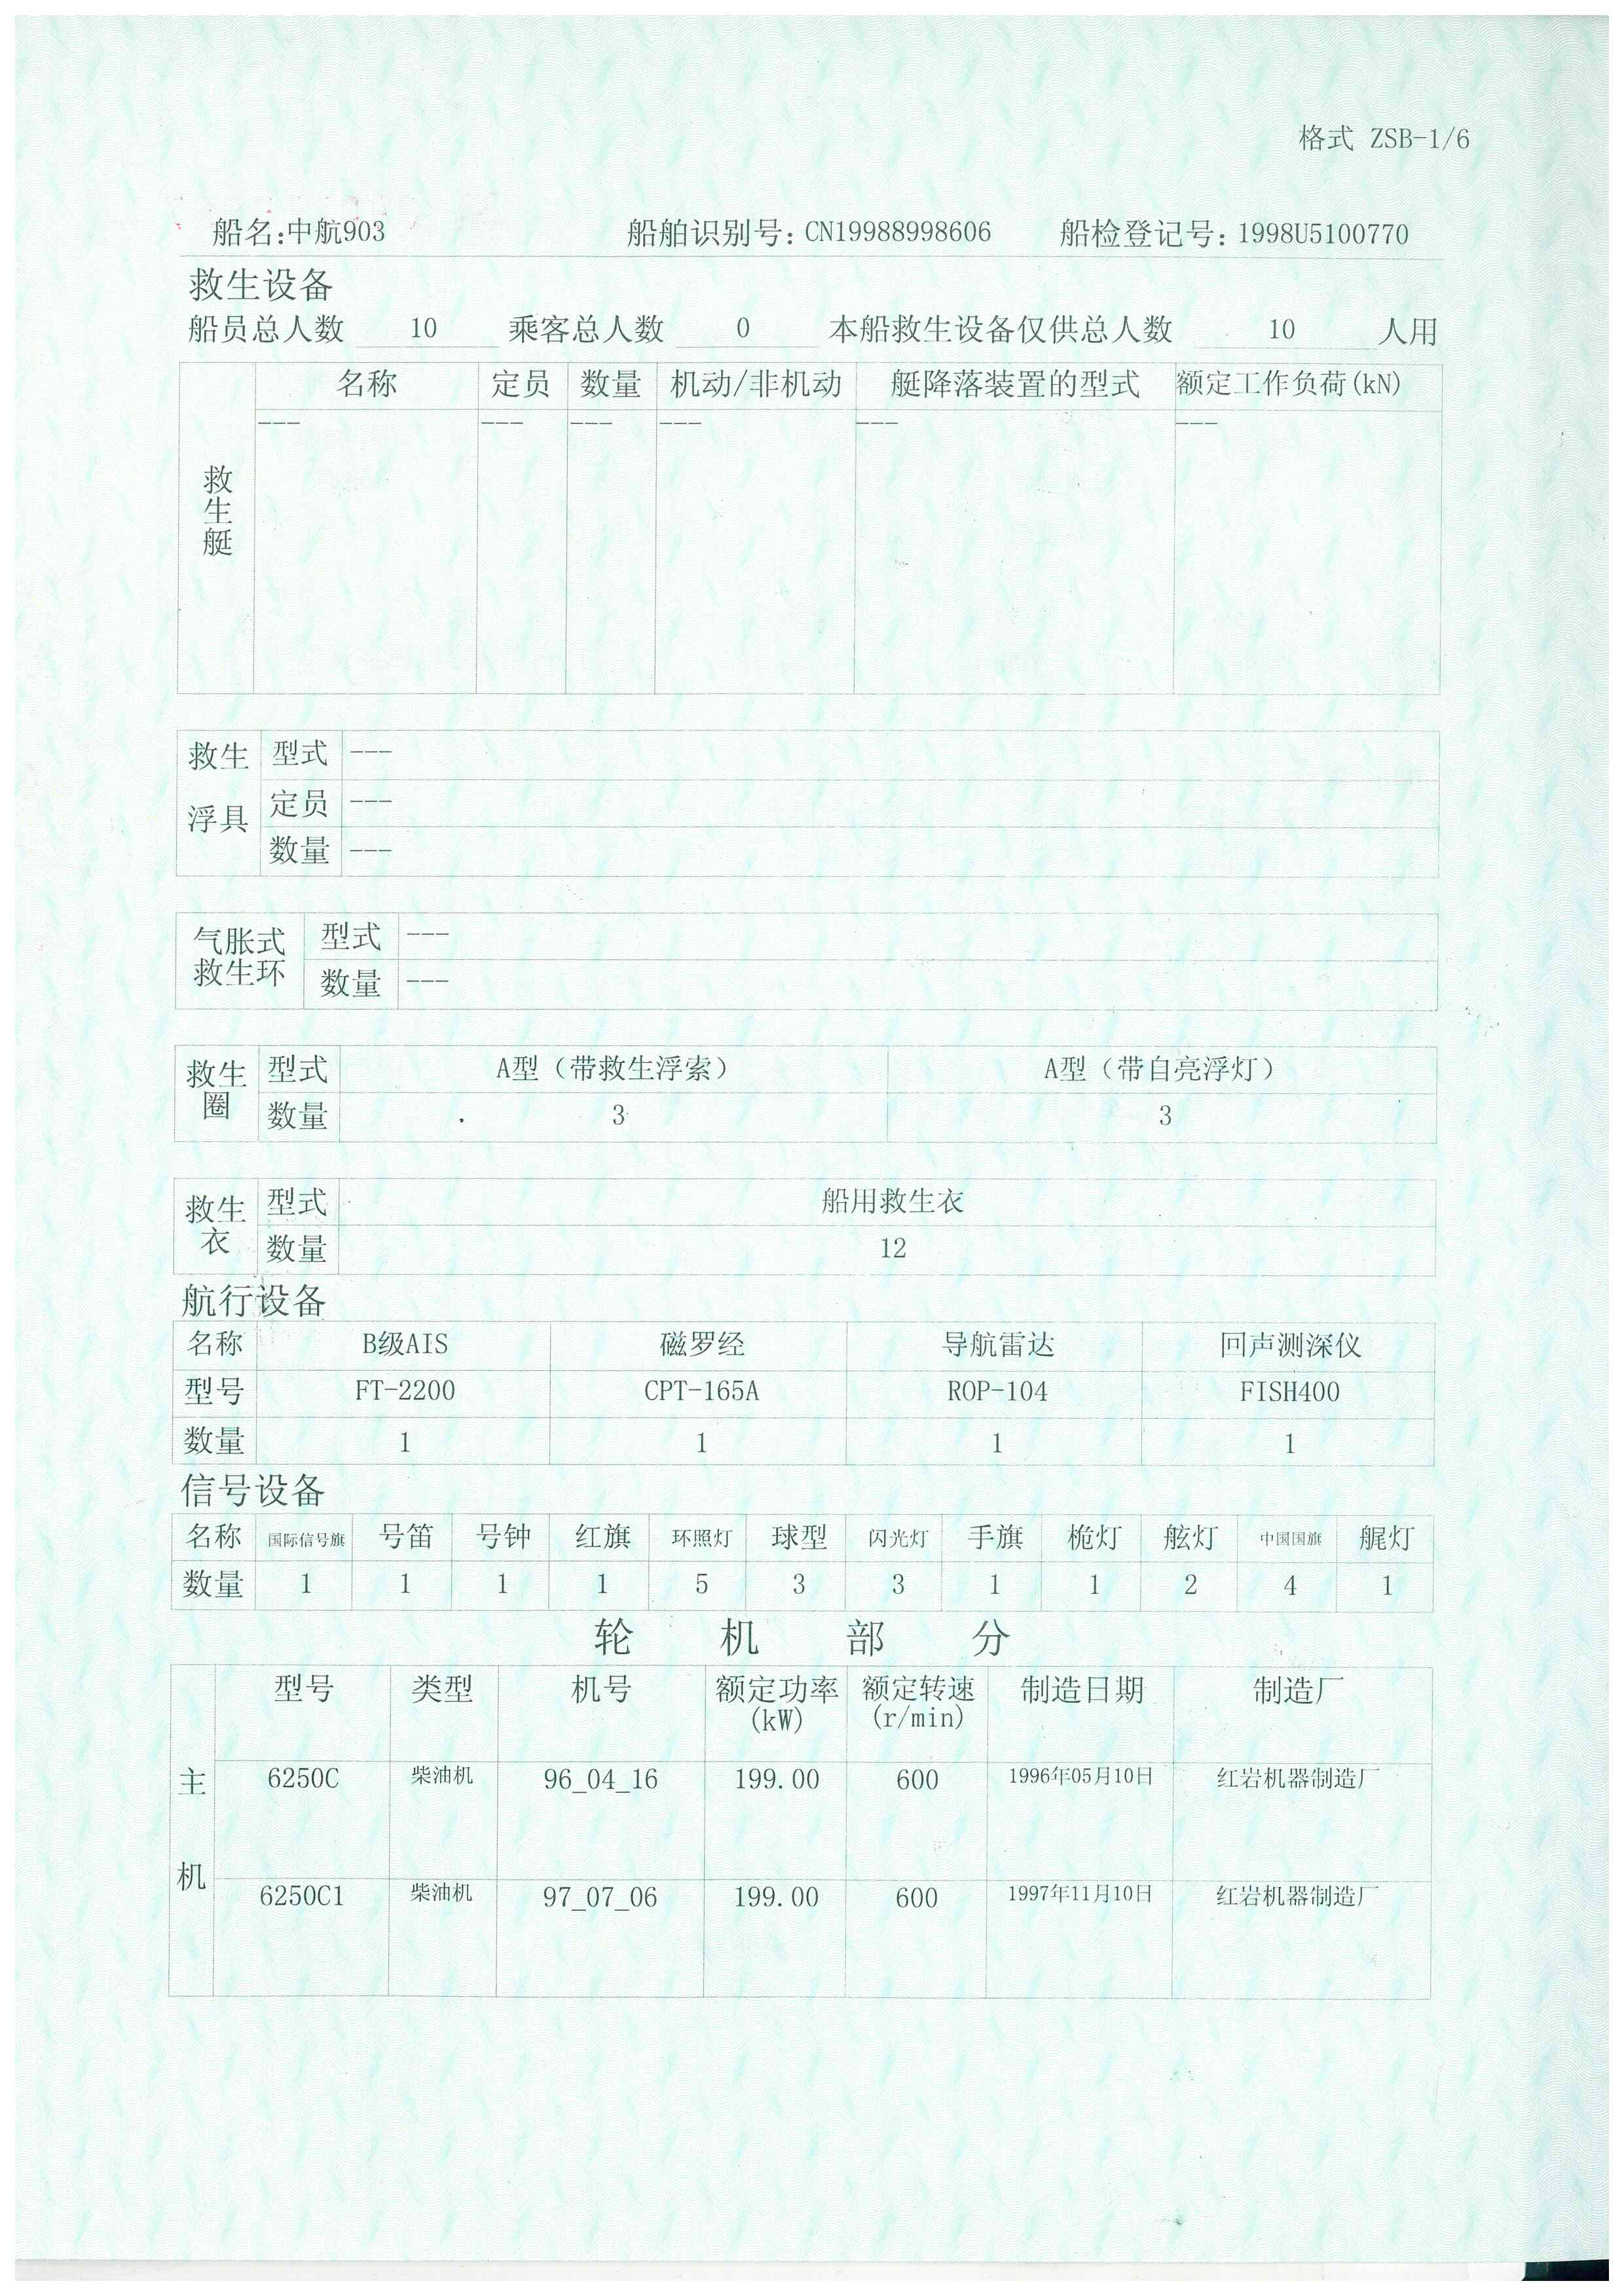 格式 ZSB-1/6
船名:中航903 船舶识别号: CN19988998606 船检登记号: 1998U5100770
救生设备
船员总人数 10 乘客总人数 0 本船救生设备仅供总人数 10 人用
救生艇
名称 定员 数量 机动/非机动 艇降落装置的型式 额定工作负荷(kN)
--- --- --- --- --- ---
救生浮具
型式 ---
定员 ---
数量 ---
气胀式救生环
型式 ---
数量 ---
救生圈
型式 A型（带救生浮索） A型（带自亮浮灯）
数量 3 3
救生衣
型式 船用救生衣
数量 12
航行设备
名称 B级AIS 磁罗经 导航雷达 回声测深仪
型号 FT-2200 CPT-165A ROP-104 FISH400
数量 1 1 1 1
信号设备
名称 国际信号旗 号笛 号钟 红旗 环照灯 球型 闪光灯 手旗 桅灯 舷灯 中国国旗 艉灯
数量 1 1 1 1 5 3 3 1 1 2 4 1
轮机部分
主机
型号 类型 机号 额定功率(kW) 额定转速(r/min) 制造日期 制造厂
6250C 柴油机 96_04_16 199.00 600 1996年05月10日 红岩机器制造厂
6250C1 柴油机 97_07_06 199.00 600 1997年11月10日 红岩机器制造厂